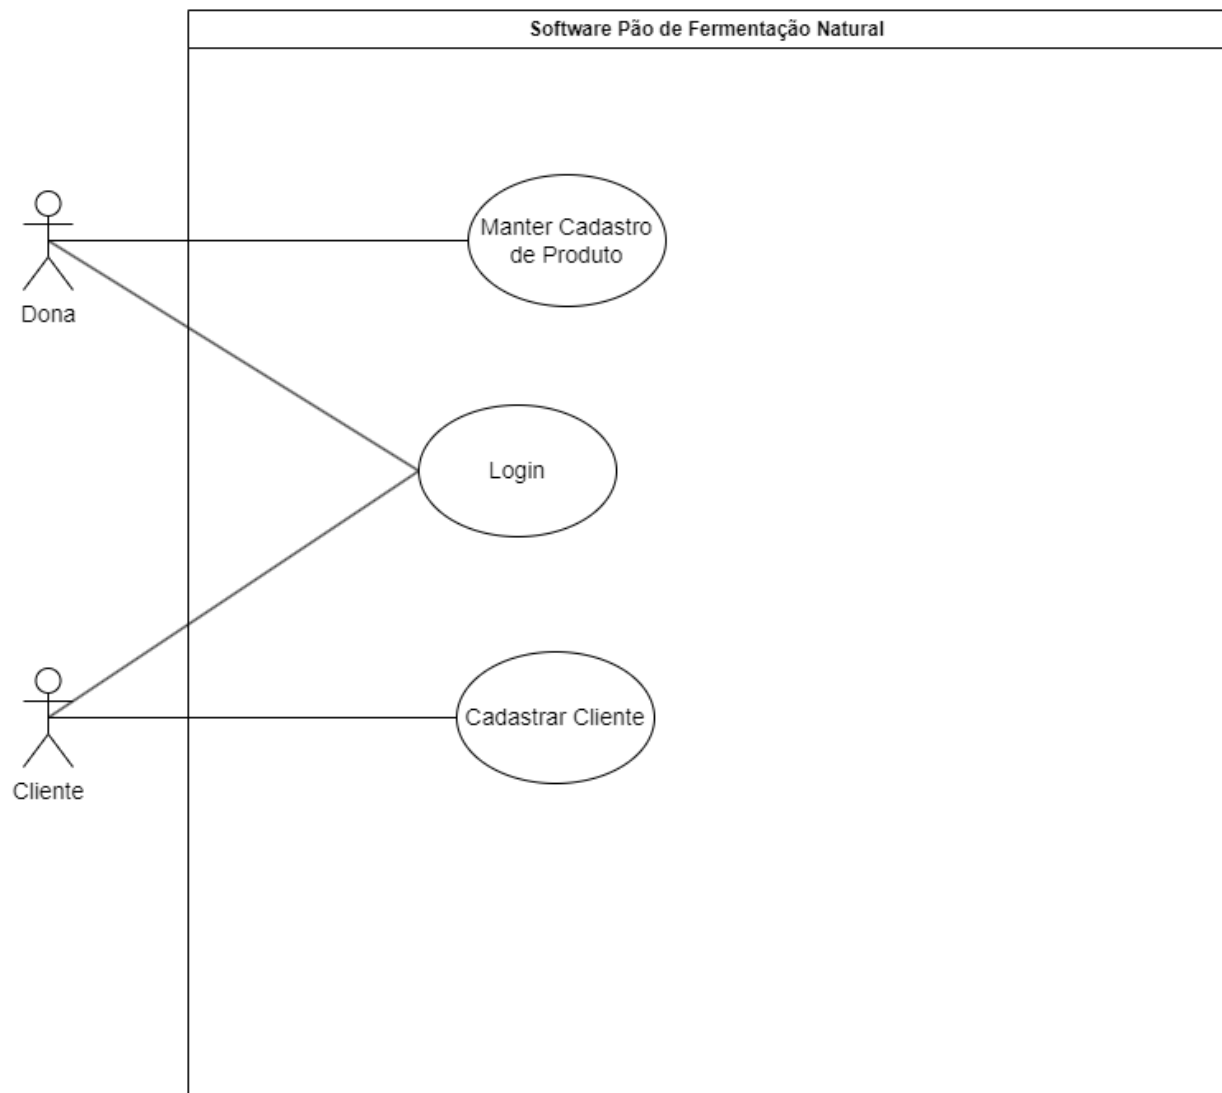 Software Pão de Fermentação Natural
Manter Cadastro
de Produto
Dona
Login
Cadastrar Cliente
Cliente